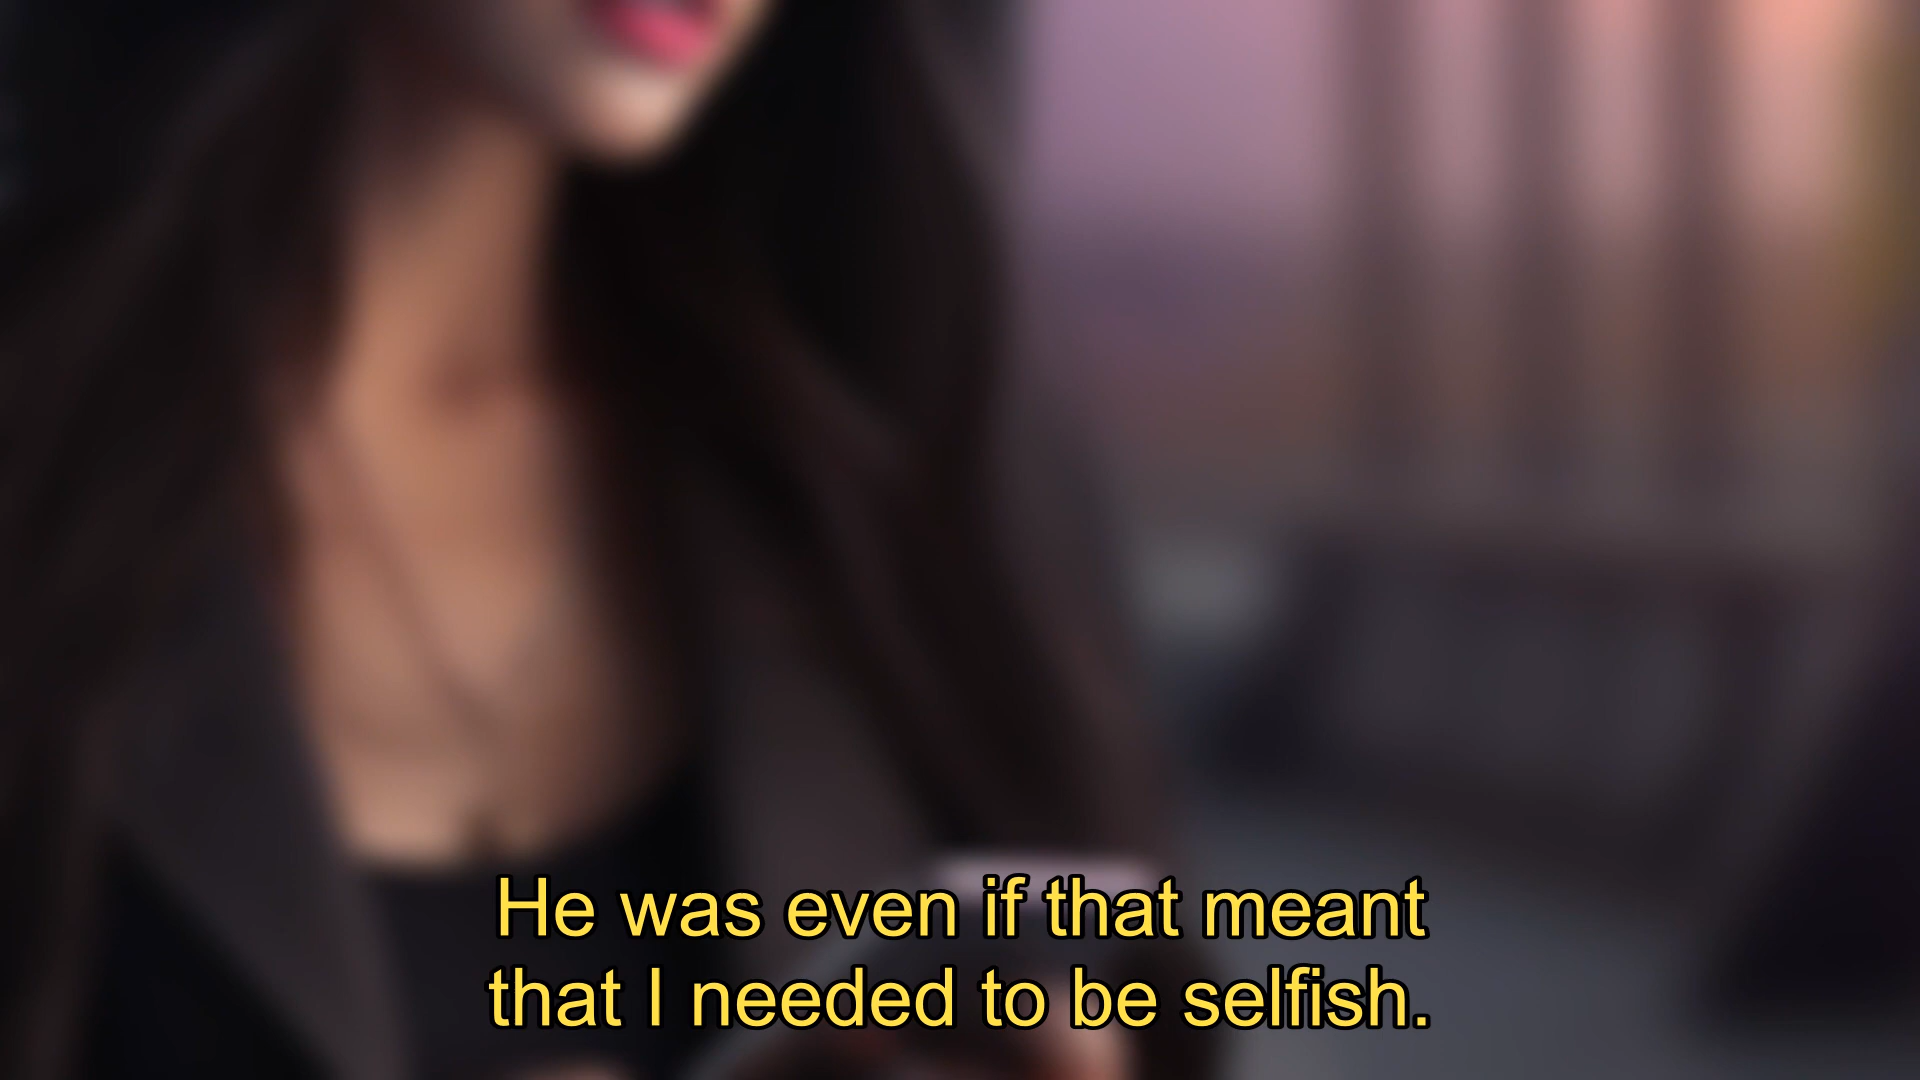 He was even if that meant
that I needed to be selfish.